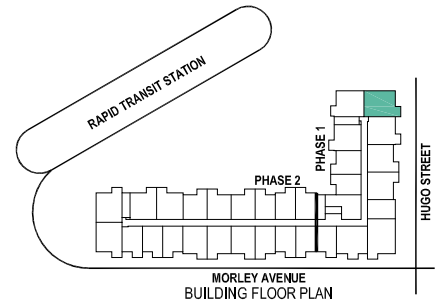 RAPID TRANSIT STATION
PHASE 1
HUGO STREET
PHASE 2
MORLEY AVENUE
BUILDING FLOOR PLAN